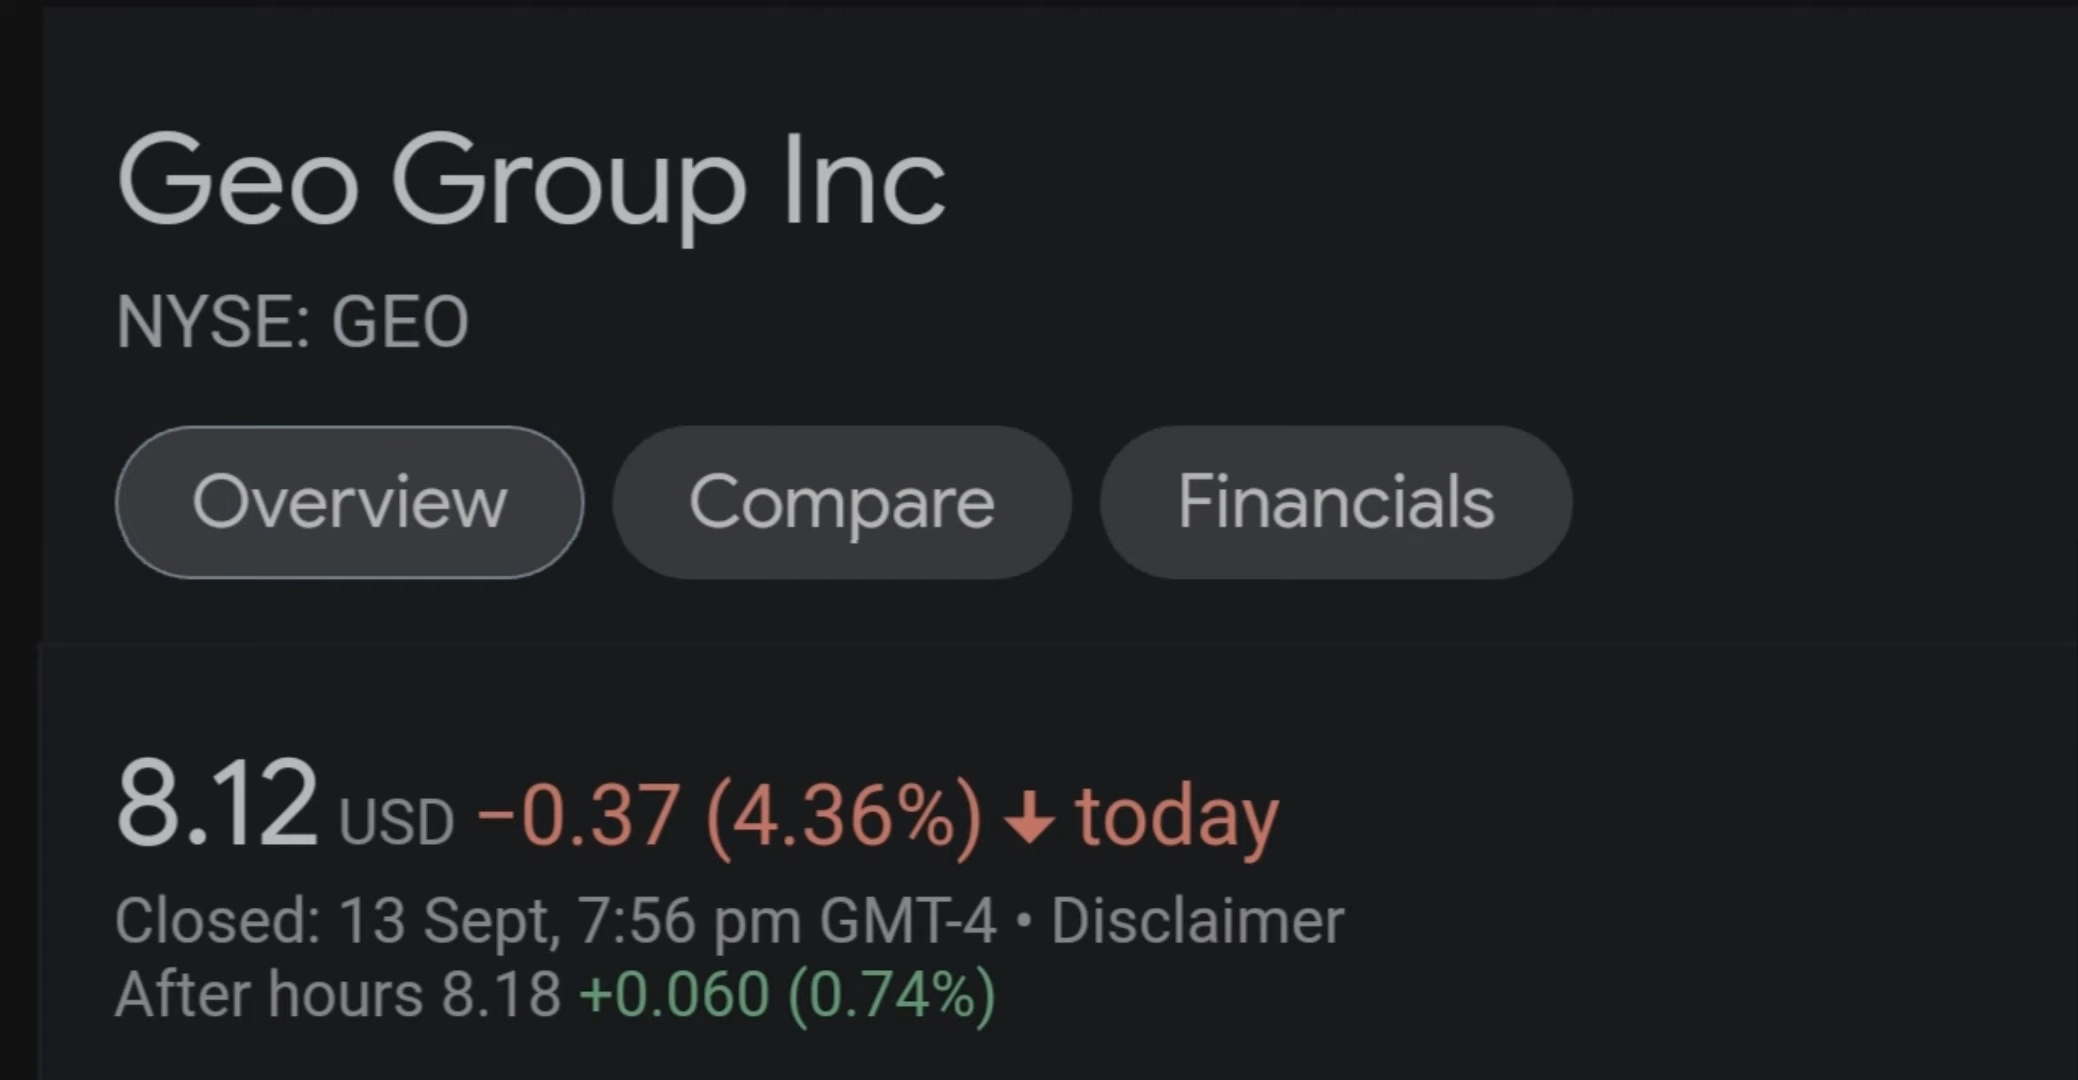 Geo Group Inc
NYSE: GEO
Overview Compare Financials
8.12 USD −0.37 (4.36%) ↓ today
Closed: 13 Sept, 7:56 pm GMT-4 • Disclaimer
After hours 8.18 +0.060 (0.74%)